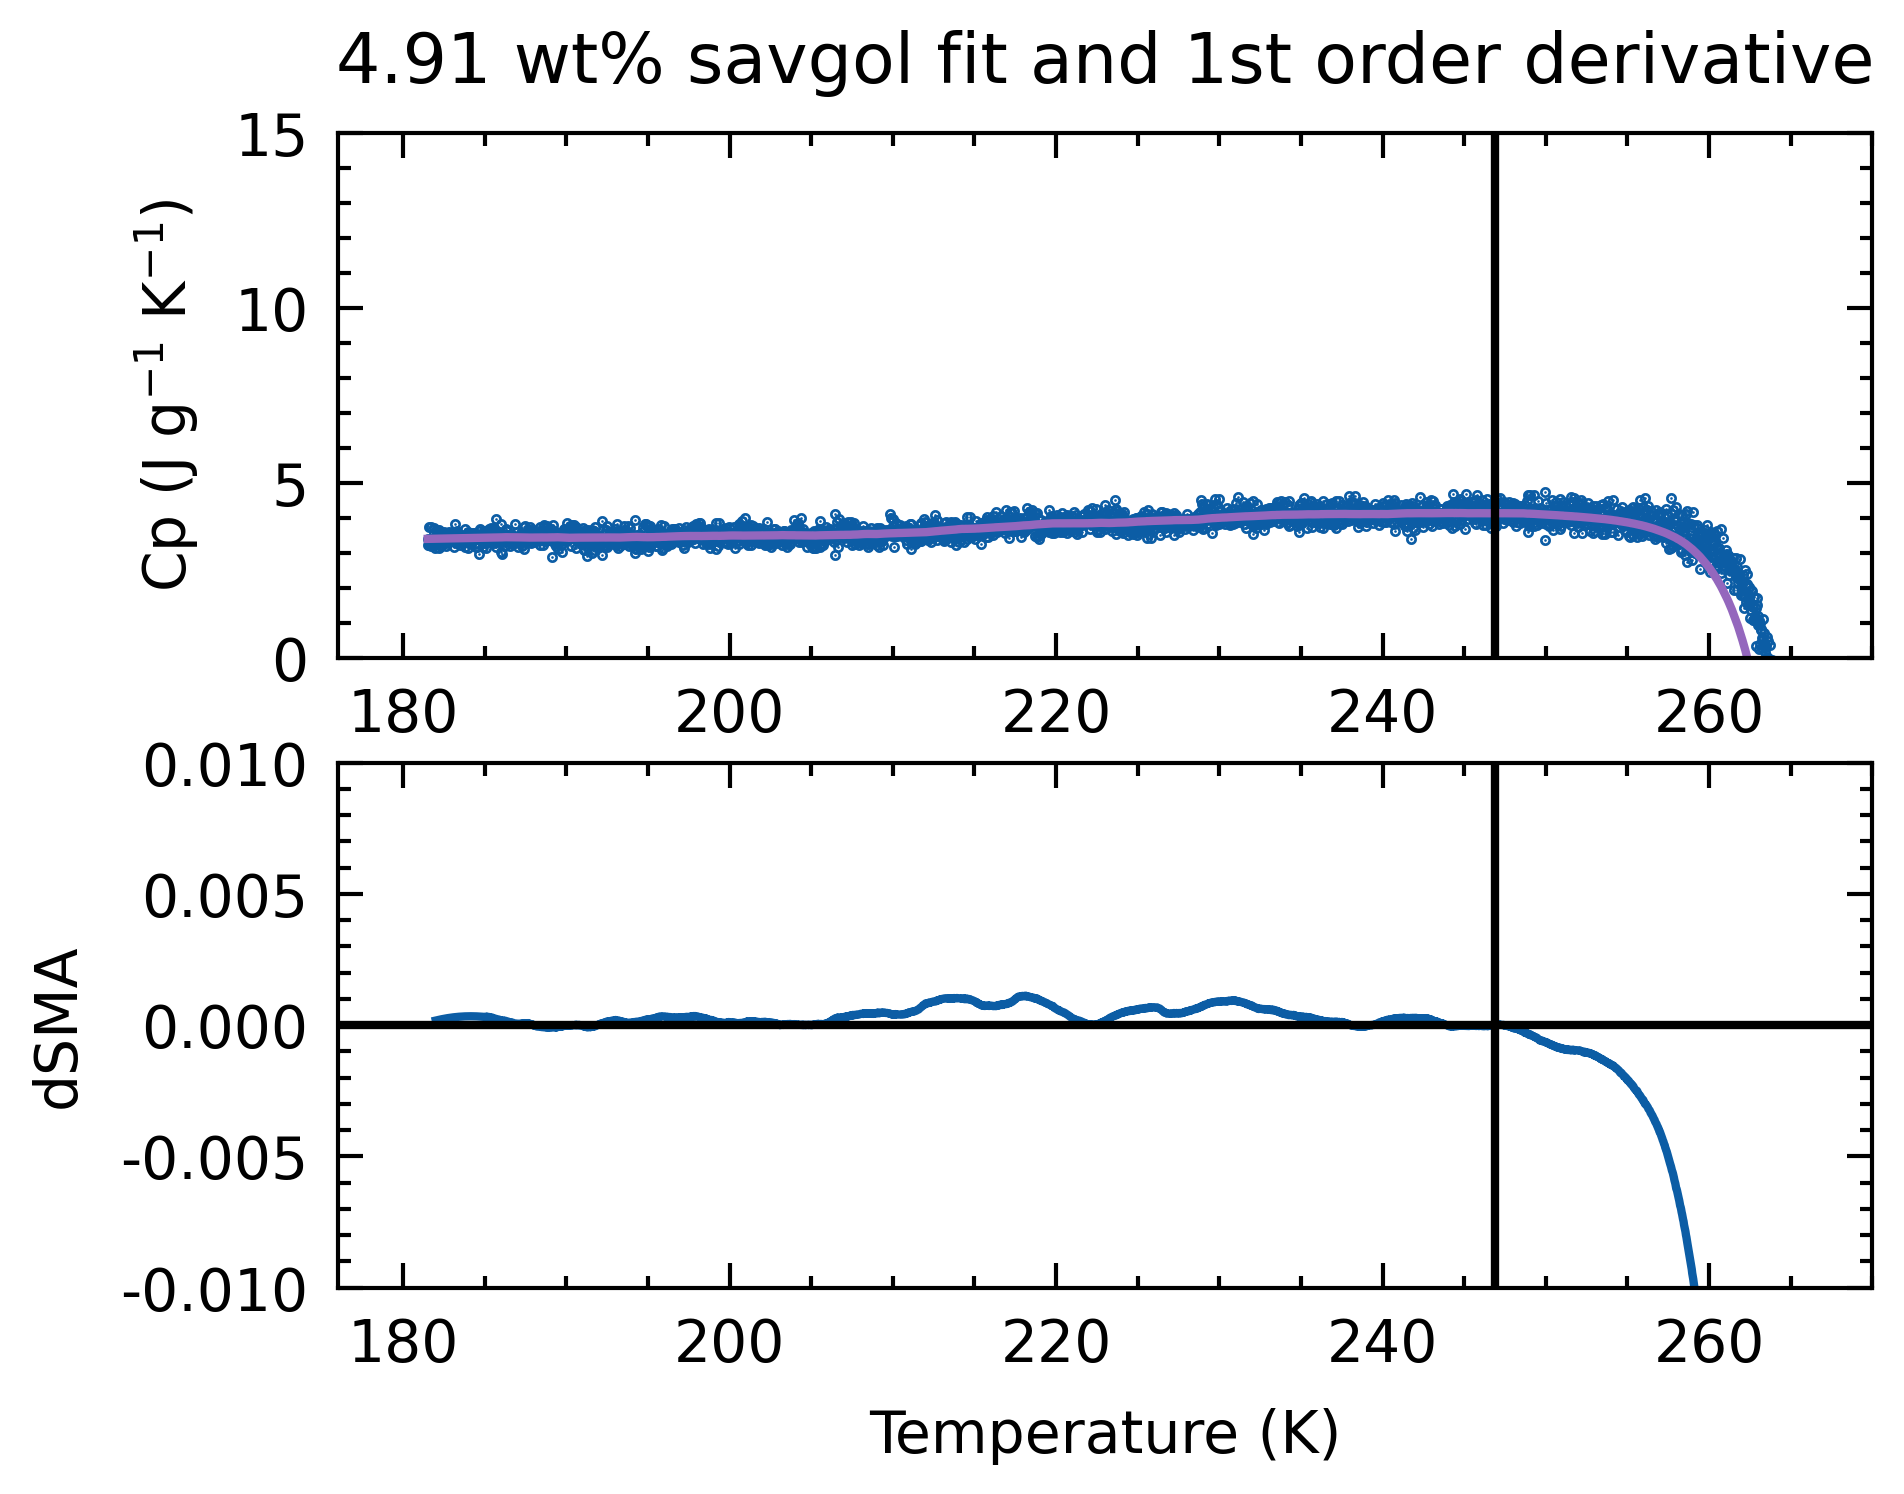 4.91 wt% savgol fit and 1st order derivative
15
10
5
0
Cp (J g⁻¹ K⁻¹)
180 200 220 240 260
0.010
0.005
0.000
-0.005
-0.010
dSMA
180 200 220 240 260
Temperature (K)